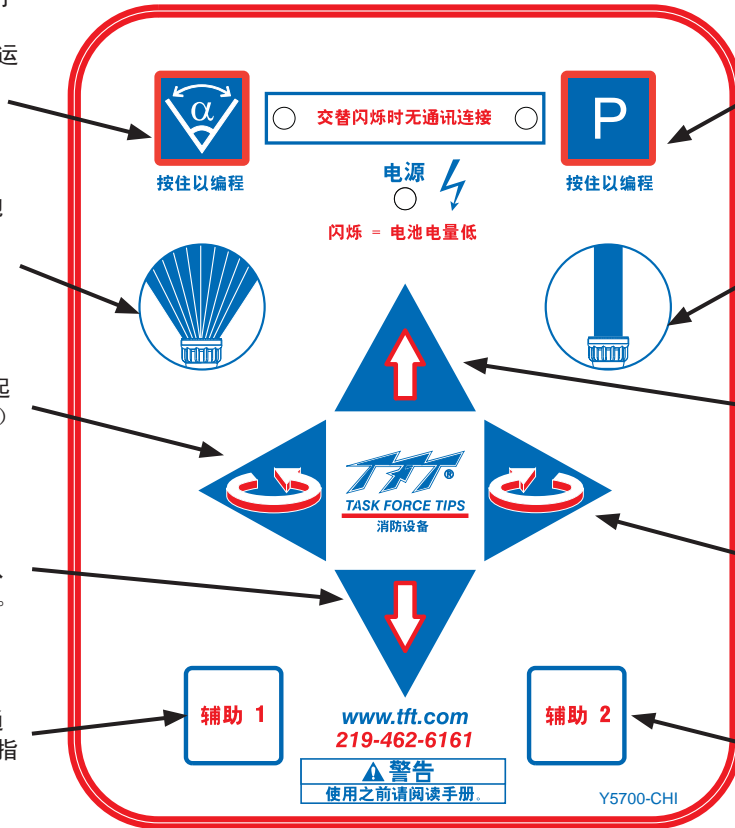 运
α
交替闪烁时无通讯连接
P
按住以编程
电源
按住以编程
闪烁 = 电池电量低
起
)
TFT®
TASK FORCE TIPS
消防设备
。
辅助 1
辅助 2
指
www.tft.com
219-462-6161
警告
使用之前请阅读手册。
Y5700-CHI